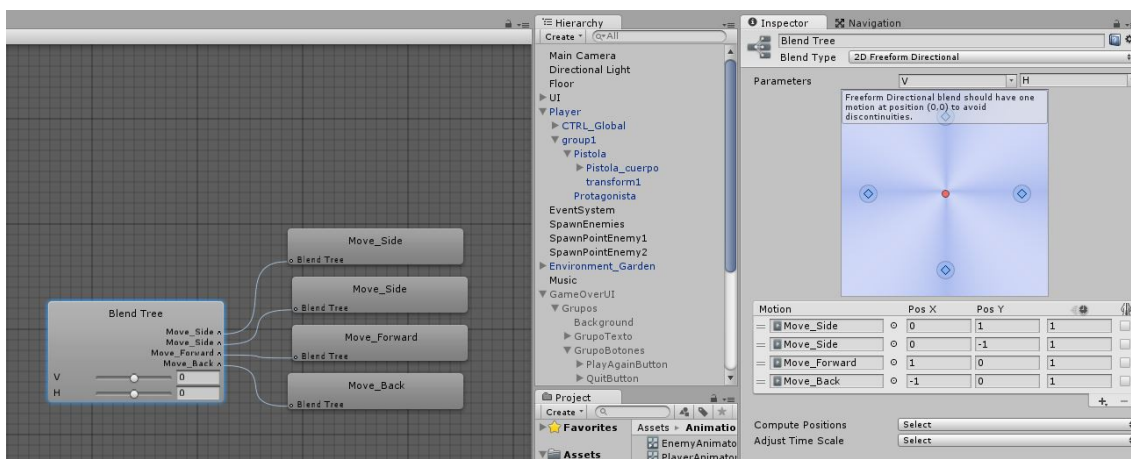 Move_Side
Blend Tree
Move_Side
Blend Tree
Move_Forward
Blend Tree
Move_Back
Blend Tree
Blend Tree
Move_Side
Move_Side
Move_Forward
Move_Back
V 0
H 0
Hierarchy
Create All
Main Camera
Directional Light
Floor
UI
Player
CTRL_Global
group1
Pistola
Pistola_cuerpo
transform1
Protagonista
EventSystem
SpawnEnemies
SpawnPointEnemy1
SpawnPointEnemy2
Environment_Garden
Music
GameOverUI
Grupos
Background
GrupoTexto
GrupoBotones
PlayAgainButton
QuitButton
Project
Create
Favorites
Assets
Assets Animatio
EnemyAnimato
PlayerAnimator
Inspector Navigation
Blend Tree
Blend Type 2D Freeform Directional
Parameters V H
Freeform Directional blend should have one
motion at position (0,0) to avoid
discontinuities.
Motion Pos X Pos Y
Move_Side 0 1 1
Move_Side 0 -1 1
Move_Forward 1 0 1
Move_Back -1 0 1
Compute Positions Select
Adjust Time Scale Select